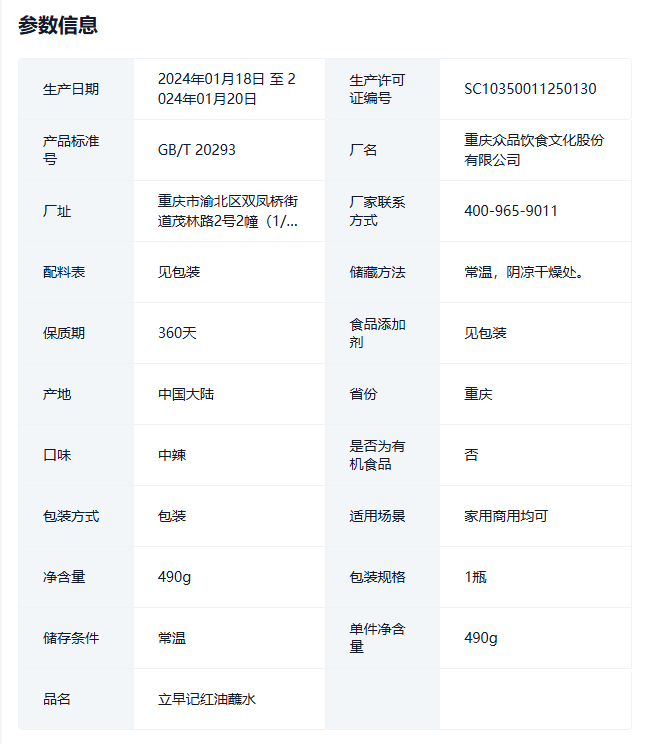 参数信息
生产日期
2024年01月18日 至 2
024年01月20日
生产许可
证编号
SC10350011250130
产品标准
号
GB/T 20293
厂名
重庆众品饮食文化股份
有限公司
厂址
重庆市渝北区双凤桥街
道茂林路2号2幢（1/...
厂家联系
方式
400-965-9011
配料表
见包装
储藏方法
常温，阴凉干燥处。
保质期
360天
食品添加
剂
见包装
产地
中国大陆
省份
重庆
口味
中辣
是否为有
机食品
否
包装方式
包装
适用场景
家用商用均可
净含量
490g
包装规格
1瓶
储存条件
常温
单件净含
量
490g
品名
立早记红油蘸水